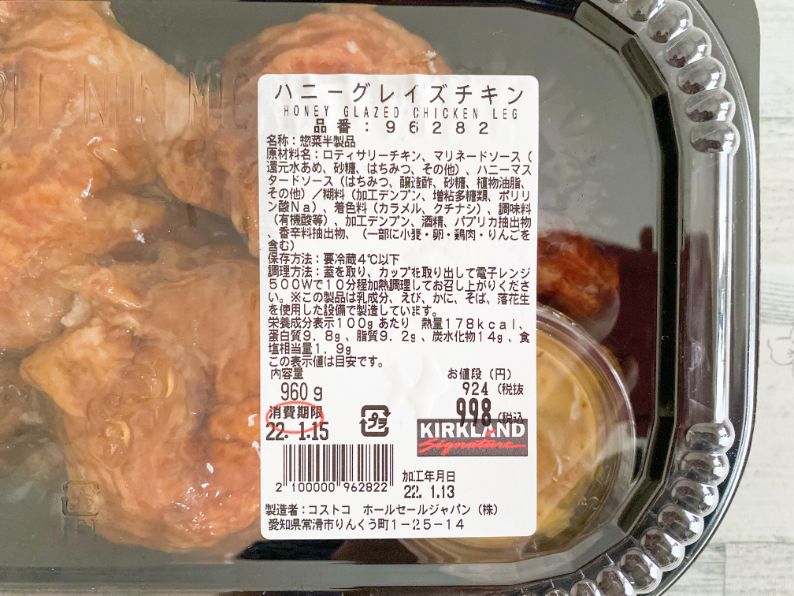 ハニーグレイズチキン
HONEY GLAZED CHICKEN LEG
品番：96282
名称：惣菜半製品
原材料名：ロティサリーチキン、マリネードソース（
還元水あめ、砂糖、はちみつ、その他）、ハニーマス
タードソース（はちみつ、醸造酢、砂糖、植物油脂、
その他）／糊料（加工デンプン、増粘多糖類、ポリリ
ン酸Na）、着色料（カラメル、クチナシ）、調味料
（有機酸等）、加工デンプン、酒精、パプリカ抽出物
、香辛料抽出物、（一部に小麦・卵・鶏肉・りんごを
含む）
保存方法：要冷蔵4℃以下
調理方法：蓋を取り、カップを取り出して電子レンジ
500Wで10分程加熱調理してお召し上がりくださ
い。※この製品は乳成分、えび、かに、そば、落花生
を使用した設備で製造しています。
栄養成分表示100gあたり 熱量178kcal、
蛋白質9.8g、脂質9.2g、炭水化物14g、食
塩相当量1.9g
この表示値は目安です。
内容量 お値段（円）
960g 924（税抜
998（税込
消費期限
22. 1.15 プラ
KIRKLAND
Signature
加工年月日
22. 1.13
2 100000 962822
製造者：コストコ ホールセールジャパン（株）
愛知県常滑市りんくう町1－25－14
プラ